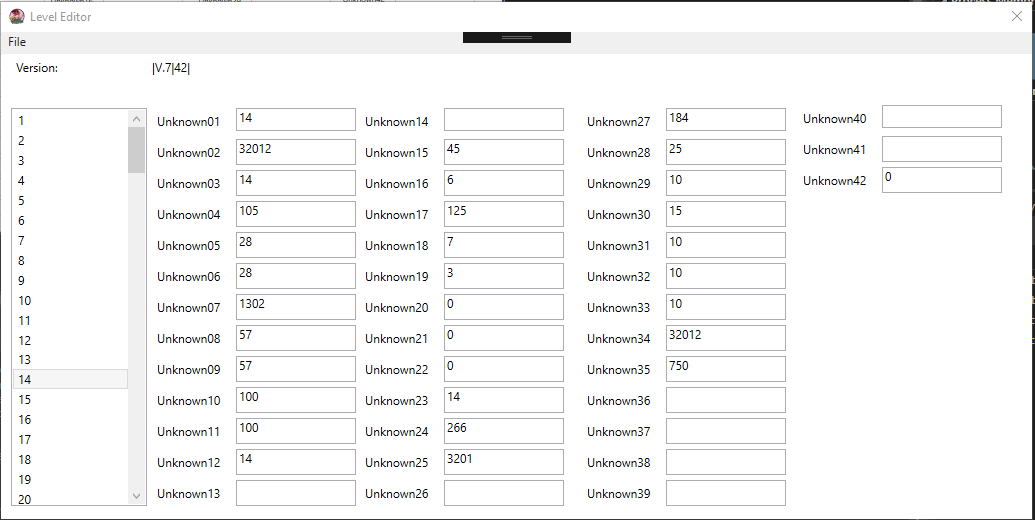 Level Editor
File
Version: |V.7|42|
1
2
3
4
5
6
7
8
9
10
11
12
13
14
15
16
17
18
19
20
Unknown01 14
Unknown02 32012
Unknown03 14
Unknown04 105
Unknown05 28
Unknown06 28
Unknown07 1302
Unknown08 57
Unknown09 57
Unknown10 100
Unknown11 100
Unknown12 14
Unknown13
Unknown14
Unknown15 45
Unknown16 6
Unknown17 125
Unknown18 7
Unknown19 3
Unknown20 0
Unknown21 0
Unknown22 0
Unknown23 14
Unknown24 266
Unknown25 3201
Unknown26
Unknown27 184
Unknown28 25
Unknown29 10
Unknown30 15
Unknown31 10
Unknown32 10
Unknown33 10
Unknown34 32012
Unknown35 750
Unknown36
Unknown37
Unknown38
Unknown39
Unknown40
Unknown41
Unknown42 0